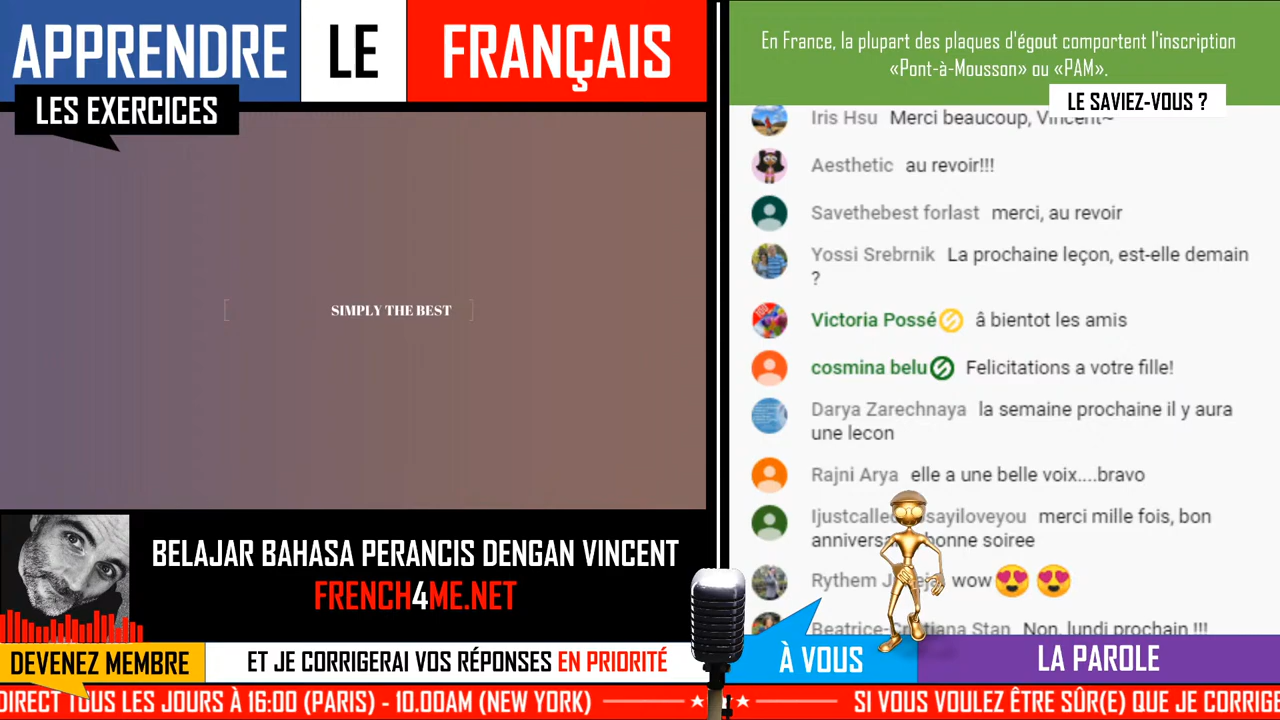 APPRENDRE LE FRANÇAIS
LES EXERCICES
SIMPLY THE BEST
BELAJAR BAHASA PERANCIS DENGAN VINCENT
FRENCH4ME.NET
DEVENEZ MEMBRE
ET JE CORRIGERAI VOS RÉPONSES EN PRIORITÉ
En France, la plupart des plaques d'égout comportent l'inscription
«Pont-à-Mousson» ou «PAM».
LE SAVIEZ-VOUS ?
Iris Hsu Merci beaucoup, Vincent~
Aesthetic au revoir!!!
Savethebest forlast merci, au revoir
Yossi Srebrnik La prochaine leçon, est-elle demain
?
Victoria Possé â bientot les amis
cosmina belu Felicitations a votre fille!
Darya Zarechnaya la semaine prochaine il y aura
une lecon
Rajni Arya elle a une belle voix....bravo
merci mille fois, bon
bonne soiree
Rythem wow
Stan Non, lundi prochain !!!
À VOUS LA PAROLE
DIRECT TOUS LES JOURS À 16:00 (PARIS) - 10.00AM (NEW YORK) SI VOUS VOULEZ ÊTRE SÛR(E) QUE JE CORRIGE